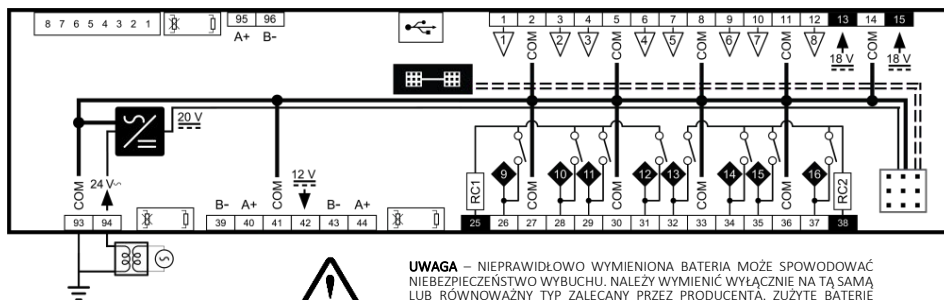 8 7 6 5 4 3 2 1
95 96
A+ B-
1 2 3 4 5 6 7 8 9 10 11 12 13 14 15
1 COM 2 3 COM 4 5 COM 6 7 COM 8 18 V COM 18 V
20 V
24 V~ COM
COM 12 V
RC1 9 COM 10 11 COM 12 13 COM 14 15 COM 16 RC2
B- A+ B- A+
93 94
39 40 41 42 43 44
25 26 27 28 29 30 31 32 33 34 35 36 37 38
UWAGA – NIEPRAWIDŁOWO WYMIENIONA BATERIA MOŻE SPOWODOWAĆ
NIEBEZPIECZEŃSTWO WYBUCHU. NALEŻY WYMIENIĆ WYŁĄCZNIE NA TĄ SAMĄ
LUB RÓWNOWAŻNY TYP ZALECANY PRZEZ PRODUCENTA. ZUŻYTE BATERIE